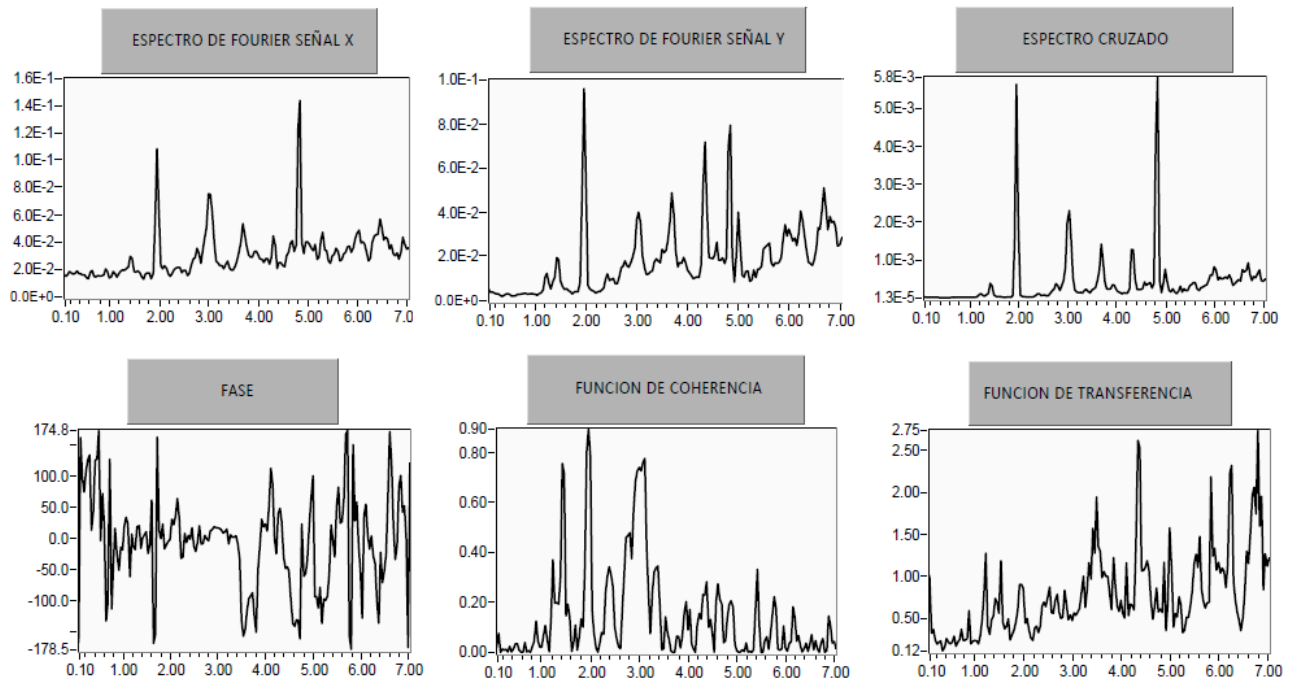 ESPECTRO DE FOURIER SEÑAL X
1.6E-1
1.4E-1
1.2E-1
1.0E-1
8.0E-2
6.0E-2
4.0E-2
2.0E-2
0.0E+0
0.10 1.00 2.00 3.00 4.00 5.00 6.00 7.00
ESPECTRO DE FOURIER SEÑAL Y
1.0E-1
8.0E-2
6.0E-2
4.0E-2
2.0E-2
0.0E+0
0.10 1.00 2.00 3.00 4.00 5.00 6.00 7.00
ESPECTRO CRUZADO
5.8E-3
5.0E-3
4.0E-3
3.0E-3
2.0E-3
1.0E-3
1.3E-5
0.10 1.00 2.00 3.00 4.00 5.00 6.00 7.00
FASE
174.8
100.0
50.0
0.0
-50.0
-100.0
-178.5
0.10 1.00 2.00 3.00 4.00 5.00 6.00 7.00
FUNCION DE COHERENCIA
0.90
0.80
0.60
0.40
0.20
0.00
0.10 1.00 2.00 3.00 4.00 5.00 6.00 7.00
FUNCION DE TRANSFERENCIA
2.75
2.50
2.00
1.50
1.00
0.50
0.12
0.10 1.00 2.00 3.00 4.00 5.00 6.00 7.00